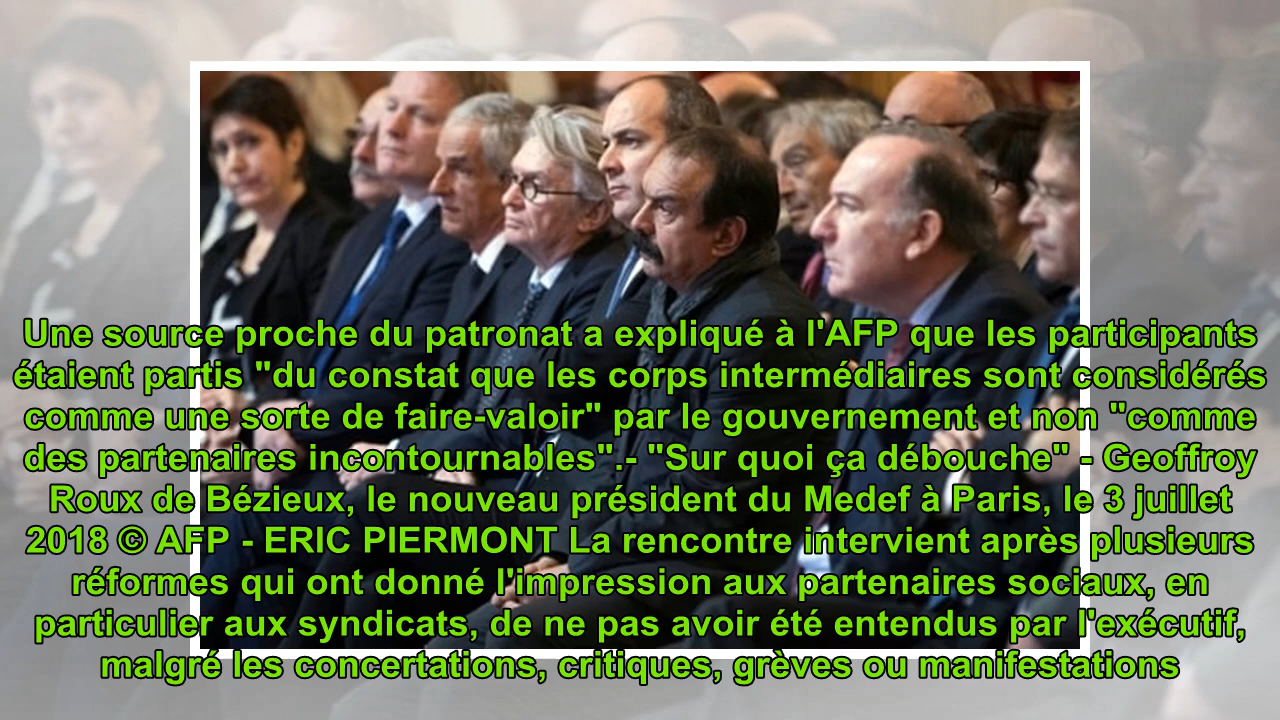 Une source proche du patronat a expliqué à l'AFP que les participants
étaient partis "du constat que les corps intermédiaires sont considérés
comme une sorte de faire-valoir" par le gouvernement et non "comme
des partenaires incontournables".- "Sur quoi ça débouche" - Geoffroy
Roux de Bézieux, le nouveau président du Medef à Paris, le 3 juillet
2018 © AFP - ERIC PIERMONT La rencontre intervient après plusieurs
réformes qui ont donné l'impression aux partenaires sociaux, en
particulier aux syndicats, de ne pas avoir été entendus par l'exécutif,
malgré les concertations, critiques, grèves ou manifestations